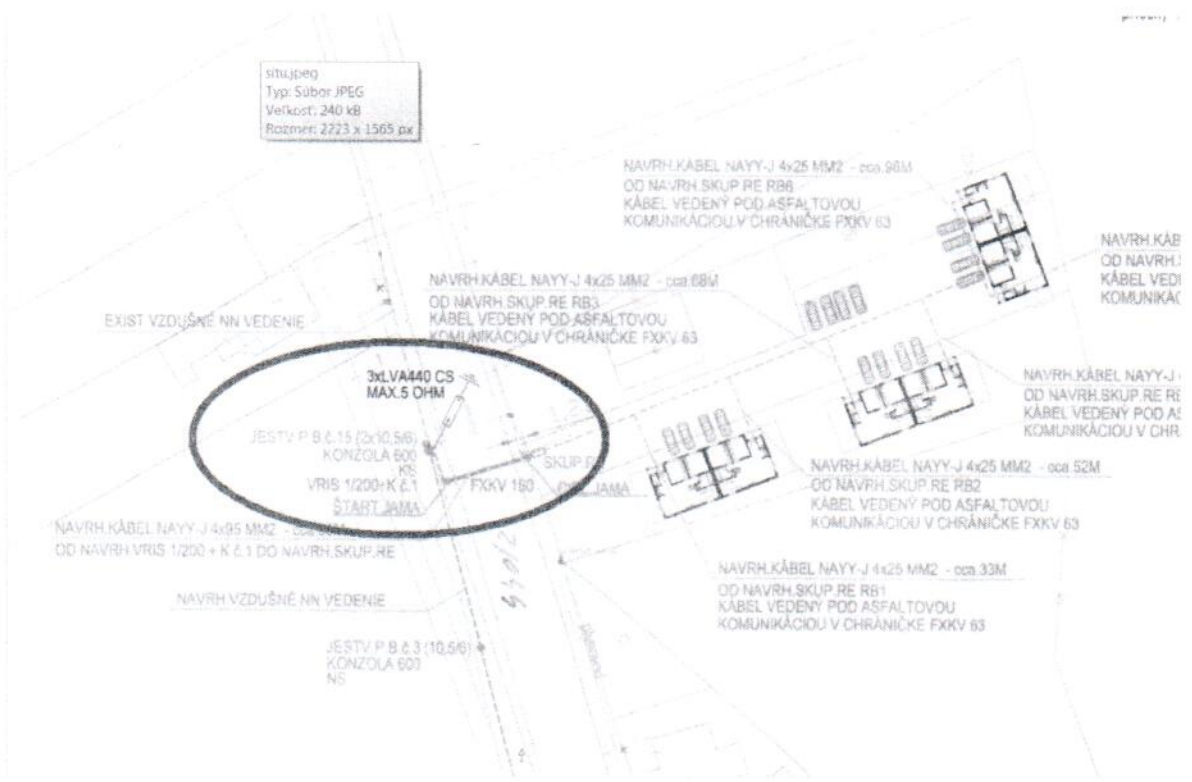 situ.jpeg
Typ: Súbor JPEG
Veľkosť: 240 kB
Rozmer: 2223 x 1565 px
NAVRH.KÁBEL NAYY-J 4x25 MM2 - cca.96M
OD NAVRH.SKUP.RE RB6
KÁBEL VEDENÝ POD ASFALTOVOU
KOMUNIKÁCIOU V CHRÁNIČKE FXKV 63
NAVRH.KÁB
OD NAVRH.
KÁBEL VEDE
KOMUNIKÁC
NAVRH.KÁBEL NAYY-J 4x25 MM2 - cca.68M
OD NAVRH.SKUP.RE RB3
KÁBEL VEDENÝ POD ASFALTOVOU
KOMUNIKÁCIOU V CHRÁNIČKE FXKV 63
EXIST VZDUŠNÉ NN VEDENIE
3xLVA440 CS
MAX.5 OHM
JESTV.P.B.č.15 (2x10,5/6)
KONZOLA 600
KS
VRIS 1/200+K č.1
ŠTART JAMA
FXKV 160
SKUP.R
JAMA
NAVRH.KÁBEL NAYY-J
OD NAVRH.SKUP.RE
KÁBEL VEDENÝ POD AS
KOMUNIKÁCIOU V CHR
NAVRH.KÁBEL NAYY-J 4x25 MM2 - cca.52M
OD NAVRH.SKUP.RE RB2
KÁBEL VEDENÝ POD ASFALTOVOU
KOMUNIKÁCIOU V CHRÁNIČKE FXKV 63
NAVRH.KÁBEL NAYY-J 4x95 MM2
OD NAVRH.VRIS 1/200 + K č.1 DO NAVRH.SKUP.RE
NAVRH.KÁBEL NAYY-J 4x25 MM2 - cca.33M
OD NAVRH.SKUP.RE RB1
KÁBEL VEDENÝ POD ASFALTOVOU
KOMUNIKÁCIOU V CHRÁNIČKE FXKV 63
NAVRH.VZDUŠNÉ NN VEDENIE
JESTV.P.B.č.3 (10,5/6)
KONZOLA 600
NS